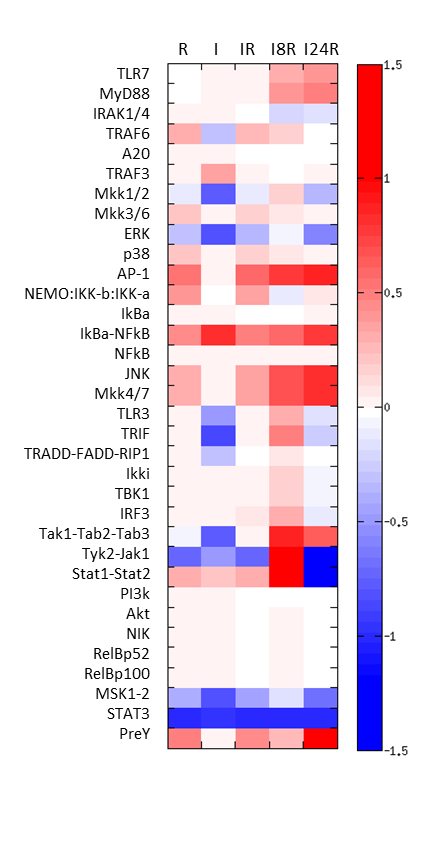 R I IR I8R I24R
TLR7
MyD88
IRAK1/4
TRAF6
A20
TRAF3
Mkk1/2
Mkk3/6
ERK
p38
AP-1
NEMO:IKK-b:IKK-a
IkBa
IkBa-NFkB
NFkB
JNK
Mkk4/7
TLR3
TRIF
TRADD-FADD-RIP1
Ikki
TBK1
IRF3
Tak1-Tab2-Tab3
Tyk2-Jak1
Stat1-Stat2
PI3k
Akt
NIK
RelBp52
RelBp100
MSK1-2
STAT3
PreY
1.5
1
0.5
0
-0.5
-1
-1.5